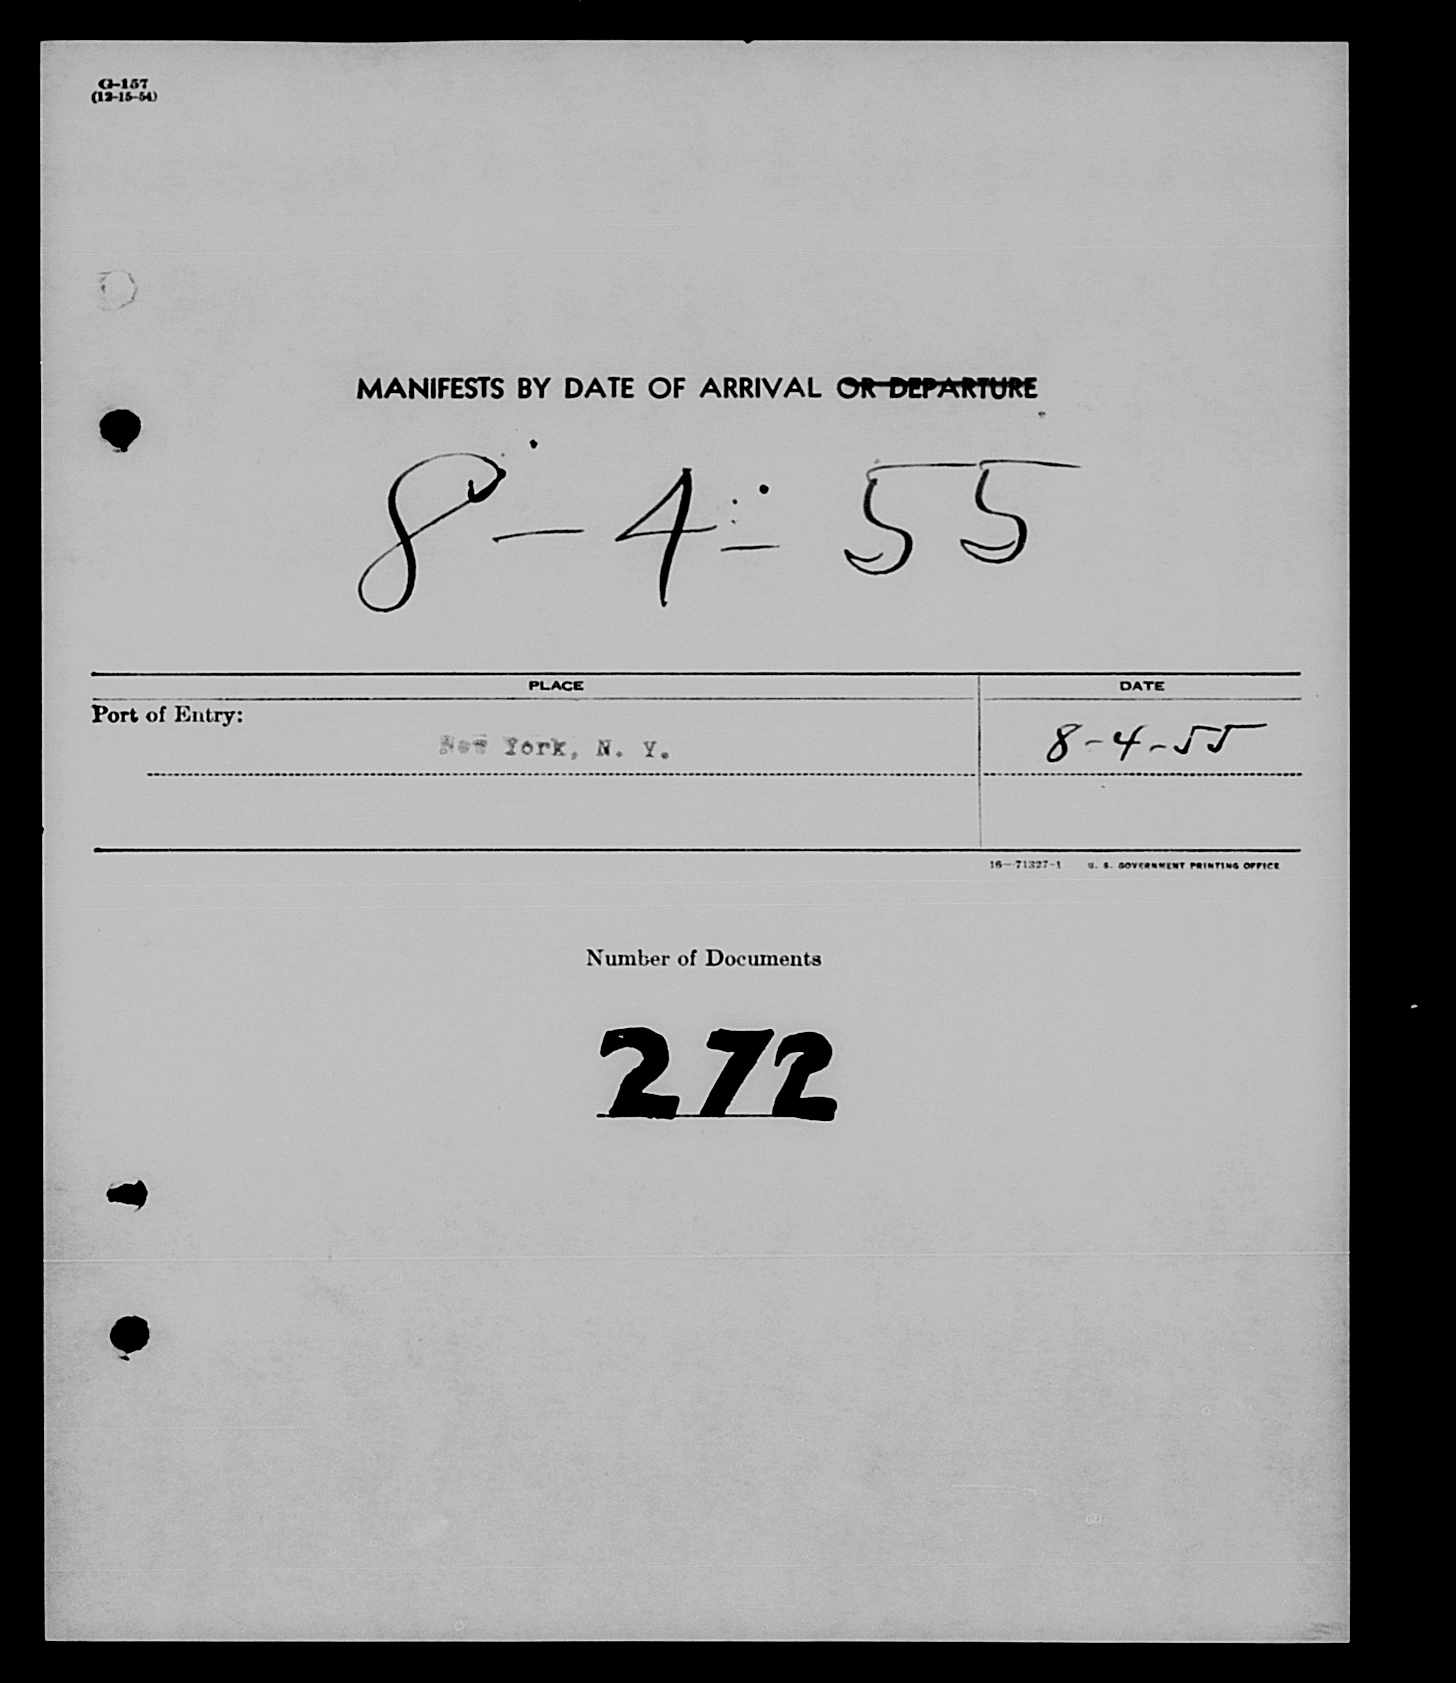 G-157
(12-15-54)
MANIFESTS BY DATE OF ARRIVAL OR DEPARTURE
8-4-55
PLACE DATE
Port of Entry:
New York, N. Y. 8-4-55
16—71327-1 U. S. GOVERNMENT PRINTING OFFICE
Number of Documents
272